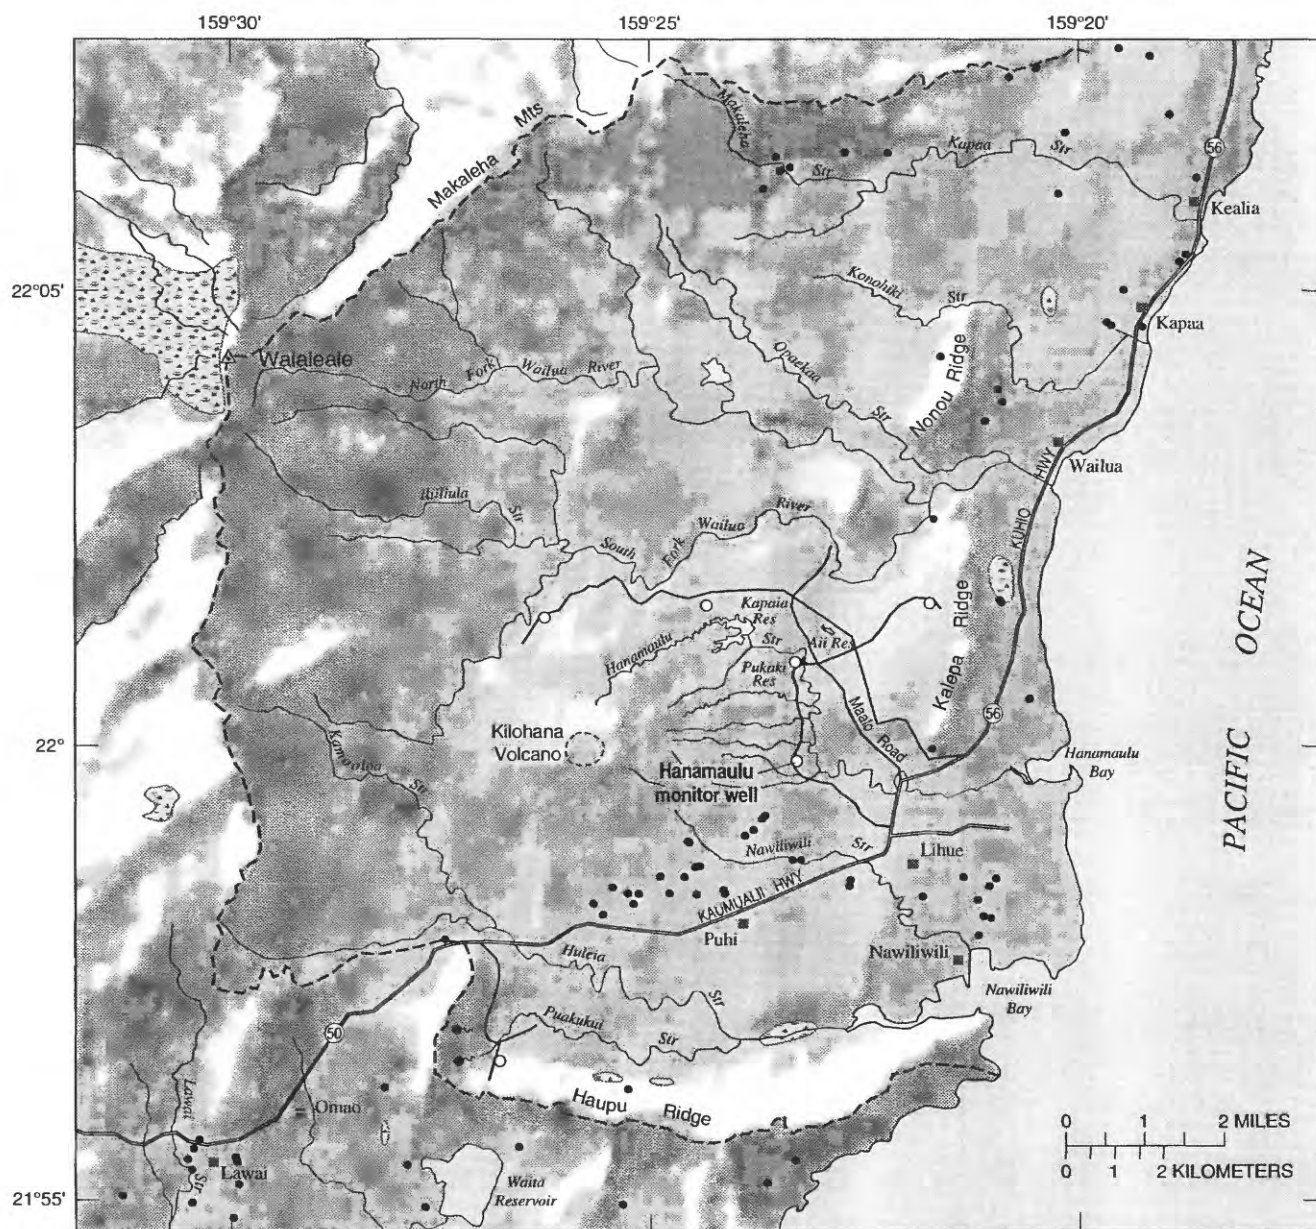 159°30'
159°25'
159°20'
Makaleha
Mts
Makaleha
Str
Kapaa
Str
56
Kealia
22°05'
Konohiki
Str
Kapaa
Waialeale
North
Fork
Wailua
River
Opaekaa
Str
Nonou Ridge
Wailua
HWY
KUHIO
Iliiliula
Str
South
Fork
Wailua
River
Kapaia
Res
Hanamaulu
Str
Aii Res
Pukaki
Res
Kalepa
Ridge
56
Maalo Road
PACIFIC OCEAN
22°
Kilohana
Volcano
Kamooloa
Str
Hanamaulu
monitor well
Hanamaulu
Bay
Nawiliwili
Str
Lihue
KAUMUALII HWY
Puhi
Nawiliwili
Huleia
Str
Nawiliwili
Bay
50
Puakukui
Str
Haupu Ridge
Lawai
Str
Omao
Lawai
Waita
Reservoir
21°55'
0 1 2 MILES
0 1 2 KILOMETERS